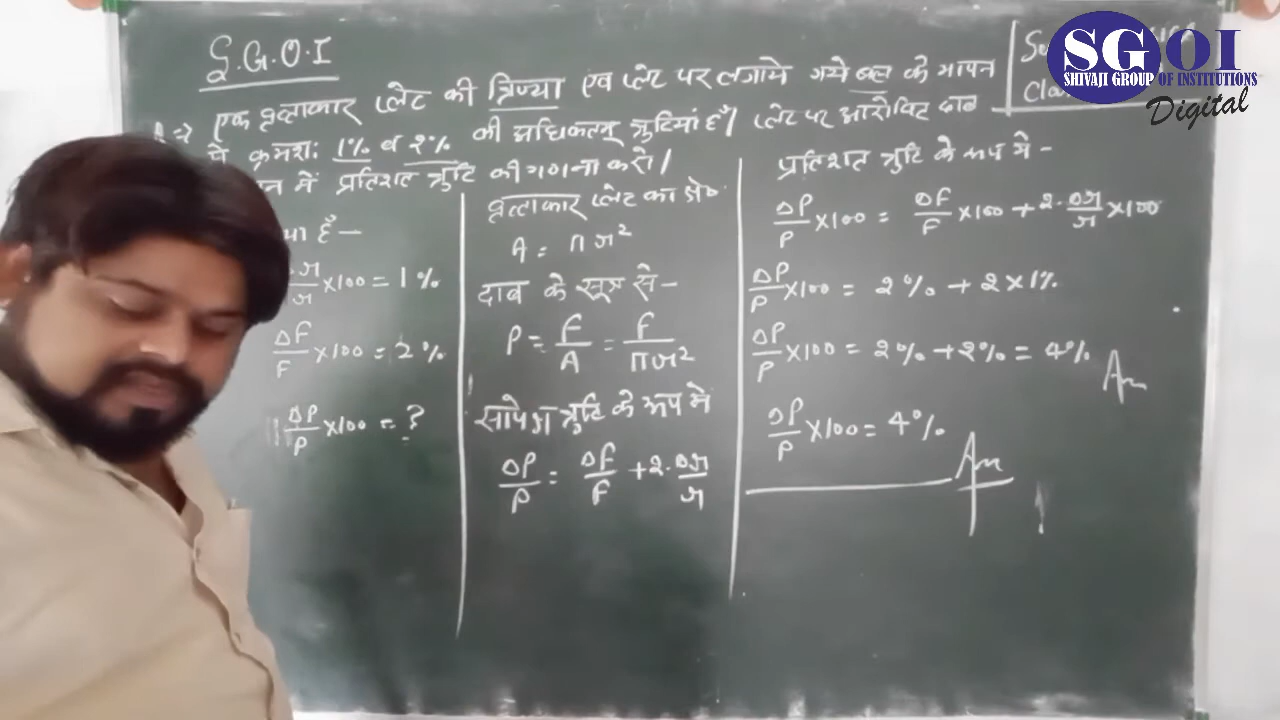 S.G.O.I
एक वृत्ताकार प्लेट की त्रिज्या एवं प्लेट पर लगाये गये बल के मापन
में क्रमश: 1% व 2% की अधिकतम त्रुटियां हैं। प्लेट पर आरोपित दाब
में प्रतिशत त्रुटि की गणना करो।
है -
r/r ×100 = 1%
ΔF/F ×100 = 2%
ΔP/P ×100 = ?
वृत्ताकार प्लेट का क्षे०
A = πr²
दाब के सूत्र से -
P = F/A = F/πr²
सापेक्ष त्रुटि के रूप में
ΔP/P = ΔF/F + 2.Δr/r
प्रतिशत त्रुटि के रूप में -
ΔP/P ×100 = ΔF/F ×100 + 2.Δr/r ×100
ΔP/P ×100 = 2% + 2×1%
ΔP/P ×100 = 2% + 2% = 4% Ans
ΔP/P ×100 = 4%
Ans
SGOI
SHIVAJI GROUP OF INSTITUTIONS
Digital